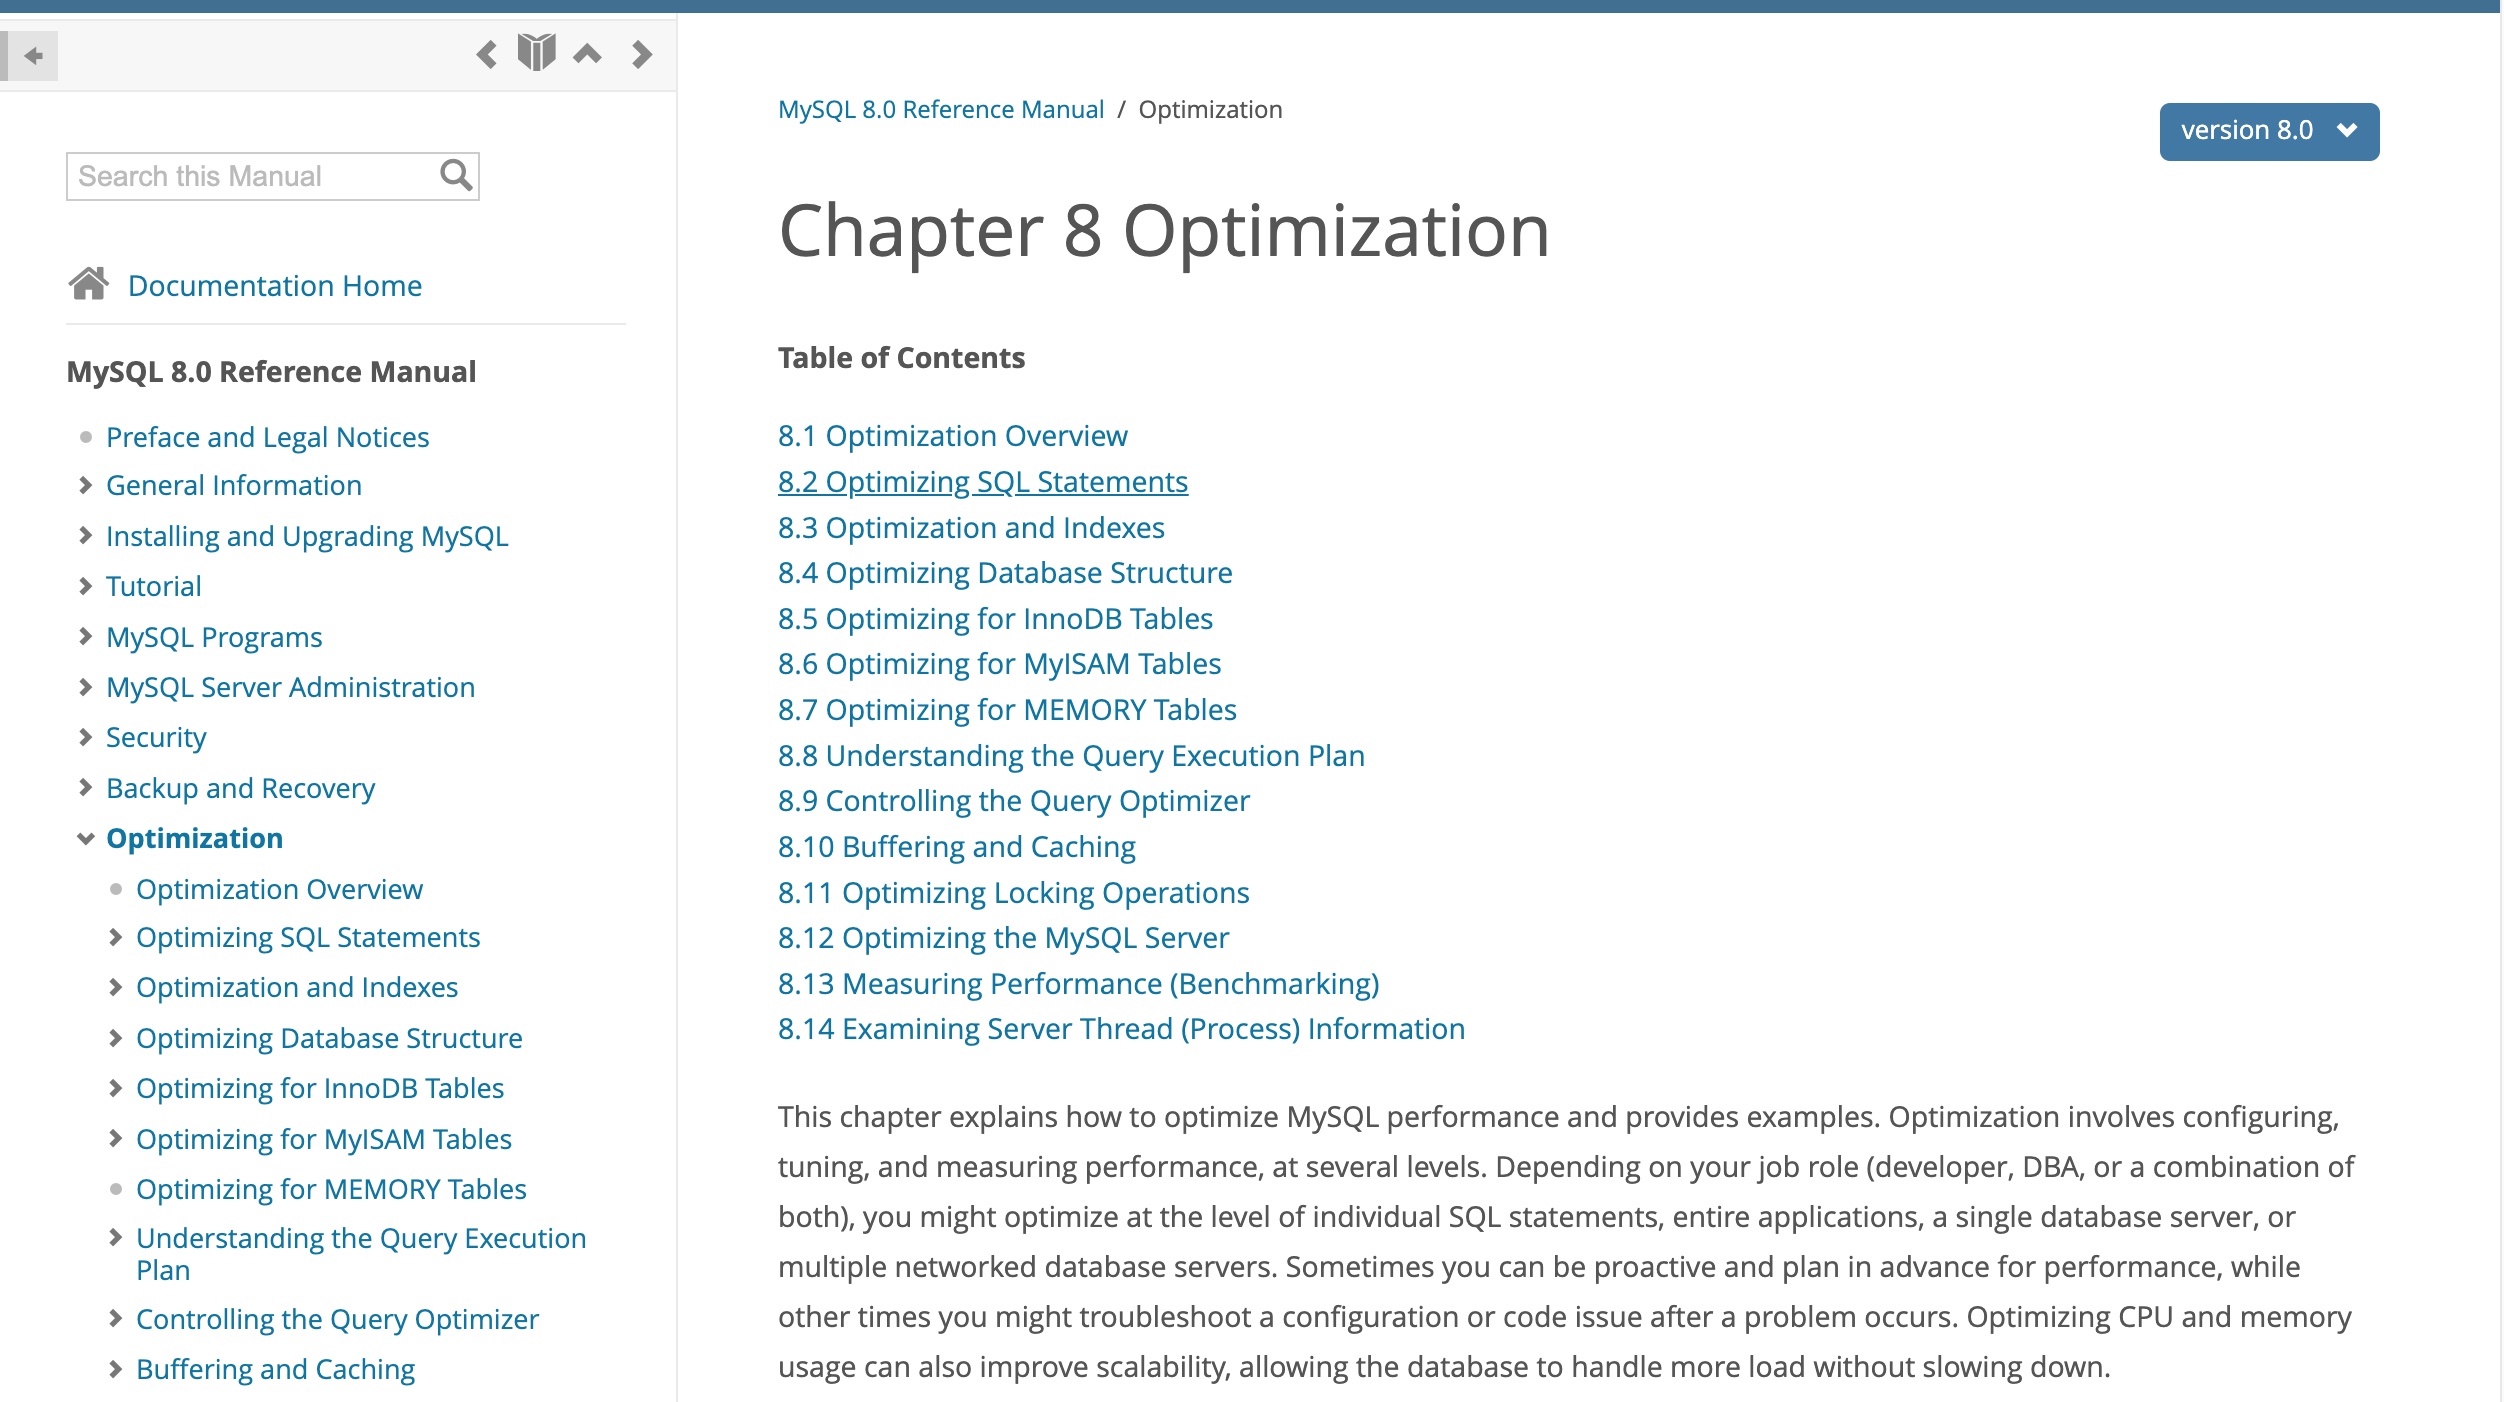 Search this Manual
Documentation Home
MySQL 8.0 Reference Manual
Preface and Legal Notices
General Information
Installing and Upgrading MySQL
Tutorial
MySQL Programs
MySQL Server Administration
Security
Backup and Recovery
Optimization
Optimization Overview
Optimizing SQL Statements
Optimization and Indexes
Optimizing Database Structure
Optimizing for InnoDB Tables
Optimizing for MyISAM Tables
Optimizing for MEMORY Tables
Understanding the Query Execution
Plan
Controlling the Query Optimizer
Buffering and Caching
MySQL 8.0 Reference Manual / Optimization
version 8.0
Chapter 8 Optimization
Table of Contents
8.1 Optimization Overview
8.2 Optimizing SQL Statements
8.3 Optimization and Indexes
8.4 Optimizing Database Structure
8.5 Optimizing for InnoDB Tables
8.6 Optimizing for MyISAM Tables
8.7 Optimizing for MEMORY Tables
8.8 Understanding the Query Execution Plan
8.9 Controlling the Query Optimizer
8.10 Buffering and Caching
8.11 Optimizing Locking Operations
8.12 Optimizing the MySQL Server
8.13 Measuring Performance (Benchmarking)
8.14 Examining Server Thread (Process) Information
This chapter explains how to optimize MySQL performance and provides examples. Optimization involves configuring,
tuning, and measuring performance, at several levels. Depending on your job role (developer, DBA, or a combination of
both), you might optimize at the level of individual SQL statements, entire applications, a single database server, or
multiple networked database servers. Sometimes you can be proactive and plan in advance for performance, while
other times you might troubleshoot a configuration or code issue after a problem occurs. Optimizing CPU and memory
usage can also improve scalability, allowing the database to handle more load without slowing down.